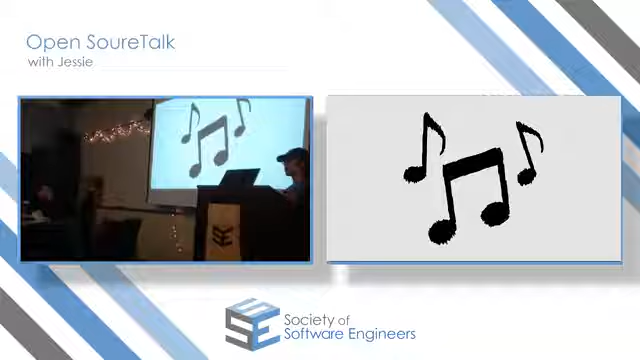 Open SoureTalk
with Jessie
Society of
Software Engineers